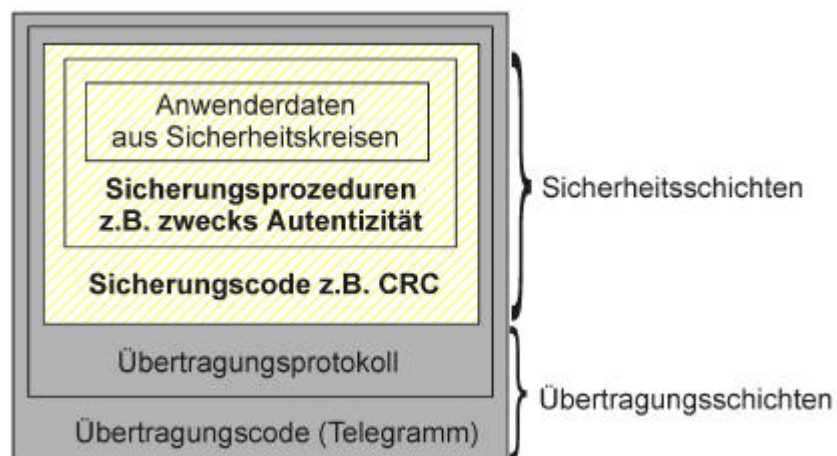 Anwenderdaten
aus Sicherheitskreisen
Sicherungsprozeduren
z.B. zwecks Autentizität
Sicherungscode z.B. CRC
Sicherheitsschichten
Übertragungsprotokoll
Übertragungsschichten
Übertragungscode (Telegramm)